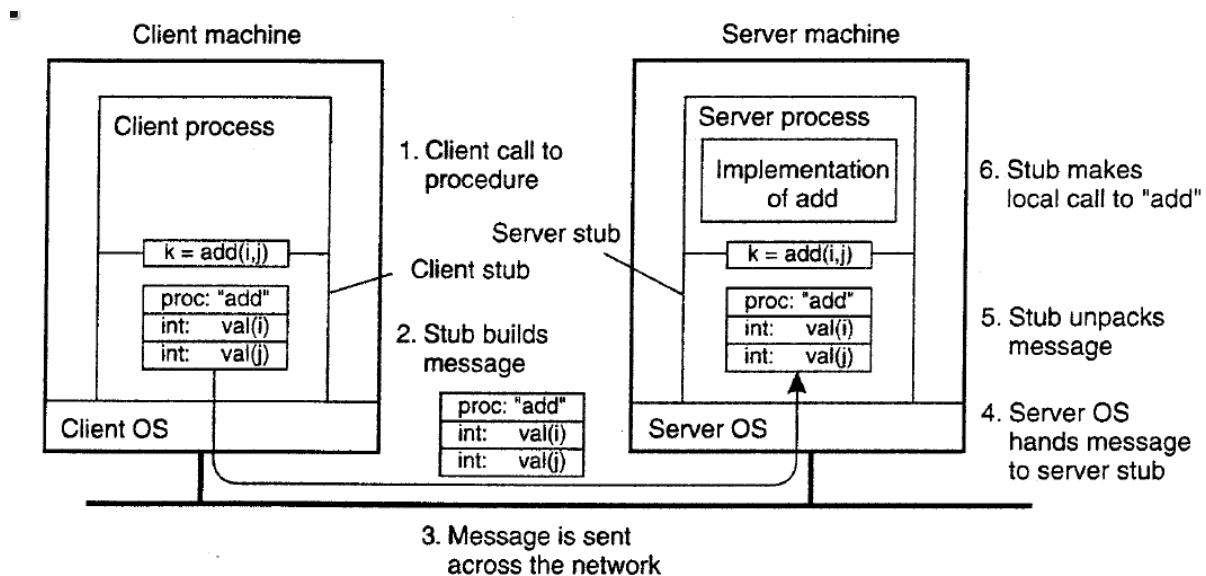 Client machine
Server machine
Client process
1. Client call to
procedure
k = add(i,j)
Client stub
proc: "add"
int: val(i)
int: val(j)
2. Stub builds
message
proc: "add"
int: val(i)
int: val(j)
Client OS
Server process
Implementation
of add
Server stub
k = add(i,j)
proc: "add"
int: val(i)
int: val(j)
Server OS
6. Stub makes
local call to "add"
5. Stub unpacks
message
4. Server OS
hands message
to server stub
3. Message is sent
across the network